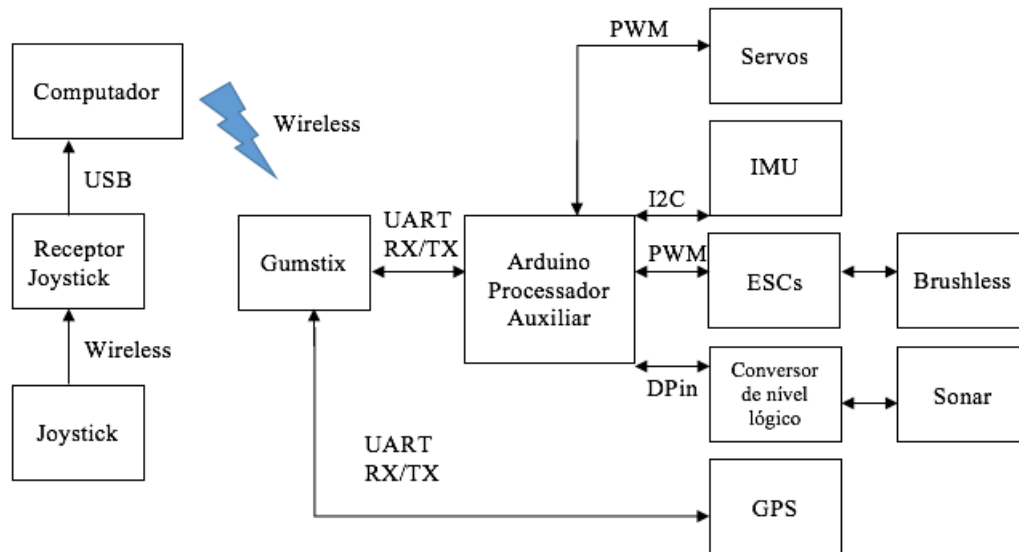 PWM
Servos
Computador
Wireless
IMU
USB
I2C
UART
RX/TX
Receptor
Joystick
Gumstix
Arduino
Processador
Auxiliar
PWM
ESCs
Brushless
Wireless
DPin
Conversor
de nível
lógico
Sonar
Joystick
UART
RX/TX
GPS